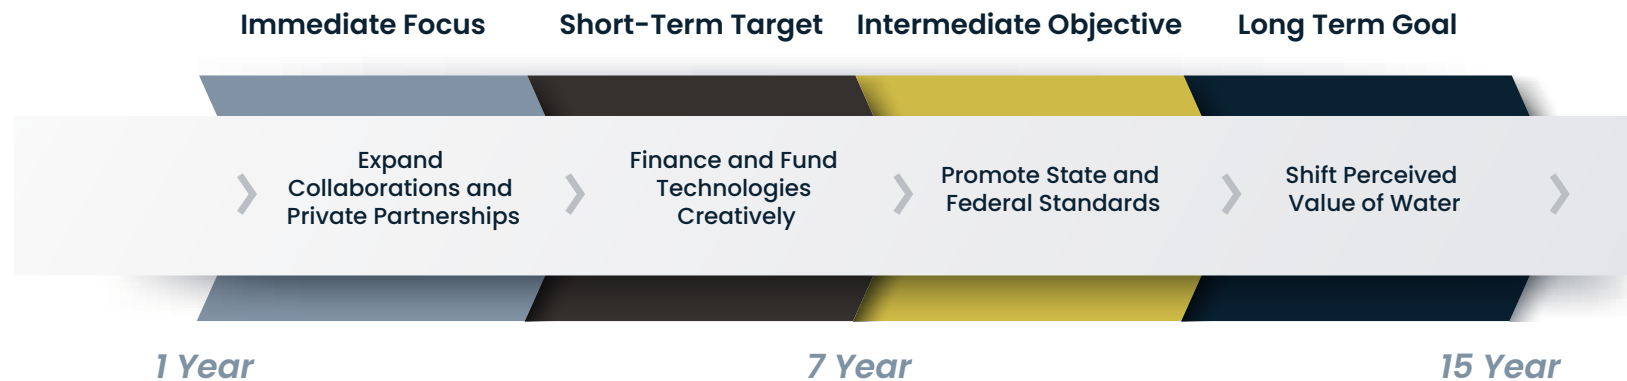 Immediate Focus
Short-Term Target
Intermediate Objective
Long Term Goal
Expand
Collaborations and
Private Partnerships
Finance and Fund
Technologies
Creatively
Promote State and
Federal Standards
Shift Perceived
Value of Water
1 Year
7 Year
15 Year